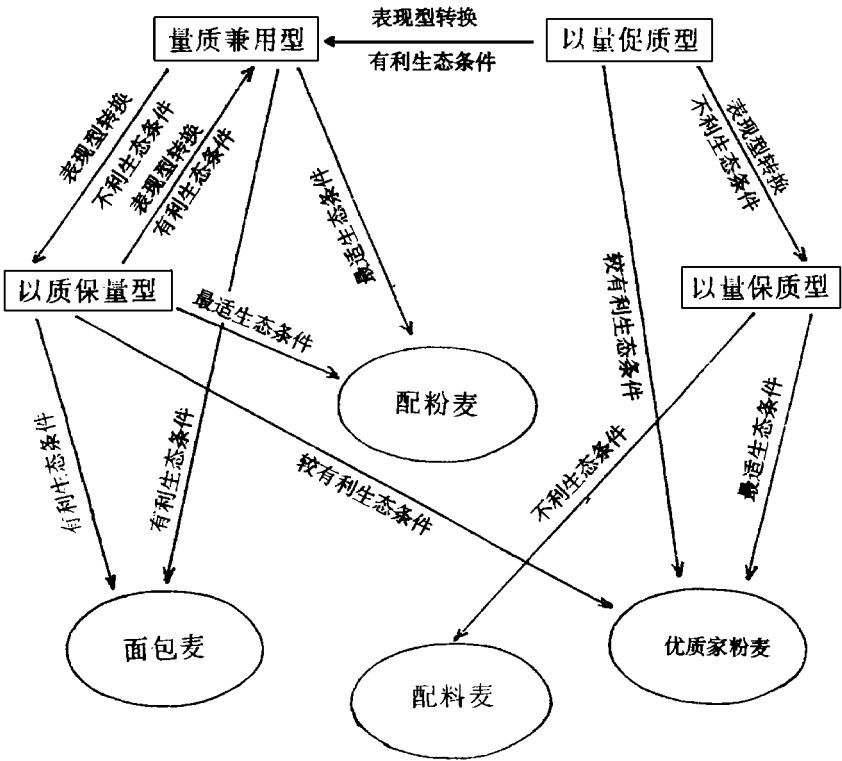 表现型转换
量质兼用型
以量促质型
有利生态条件
表现型转换
不利生态条件
表现型转换
有利生态条件
最适生态条件
表现型转换
不利生态条件
以质保量型
最适生态条件
较有利生态条件
以量保质型
配粉麦
有利生态条件
有利生态条件
较有利生态条件
不利生态条件
最适生态条件
面包麦
配料麦
优质家粉麦